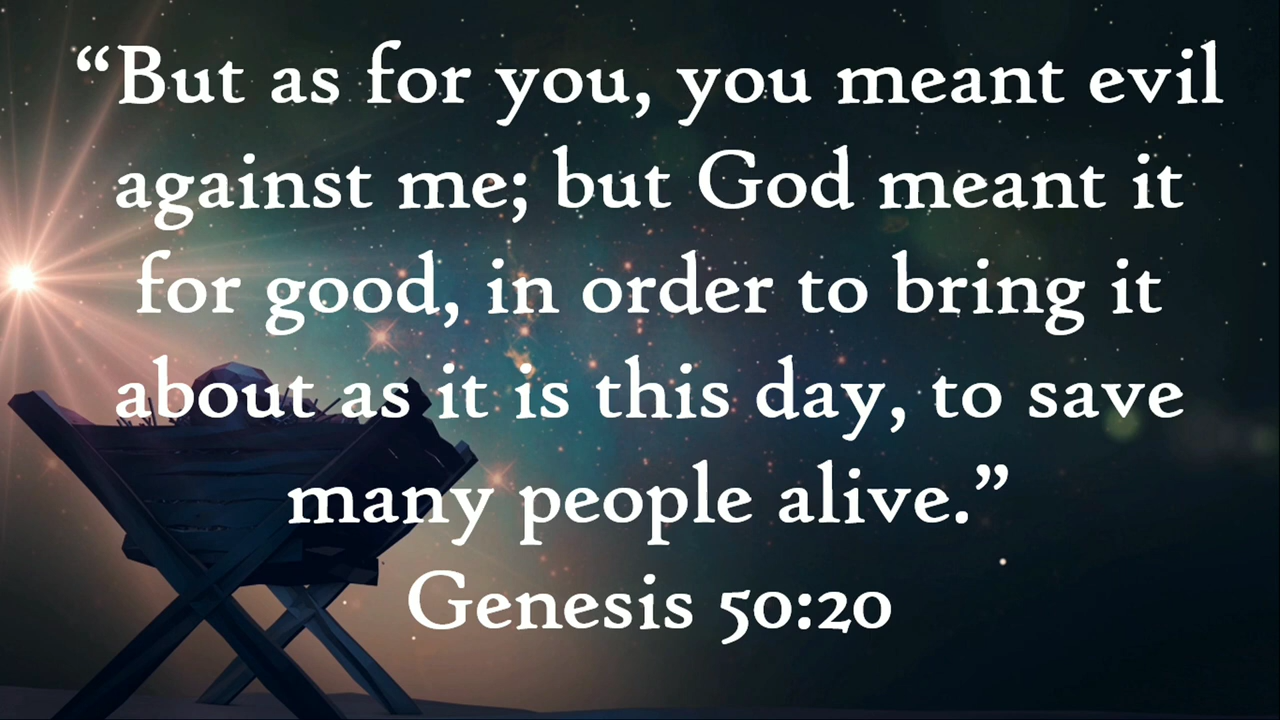 “But as for you, you meant evil
against me; but God meant it
for good, in order to bring it
about as it is this day, to save
many people alive.”
Genesis 50:20